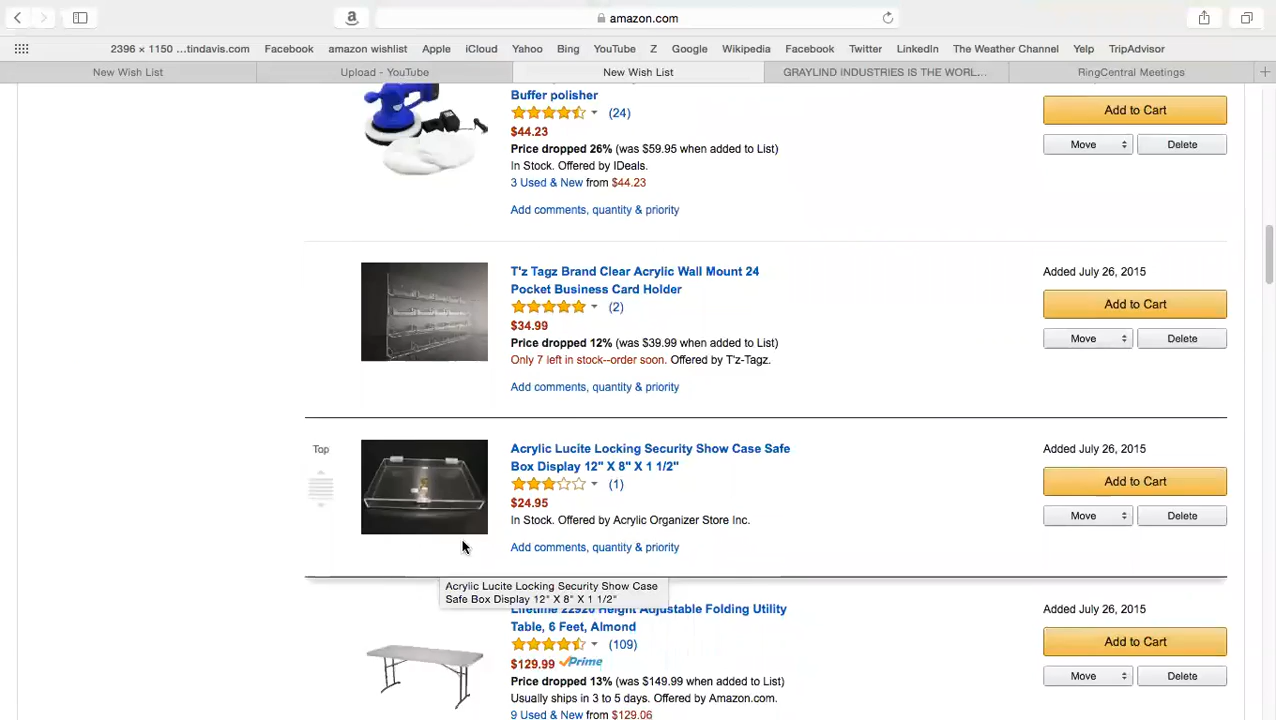 amazon.com
2396 × 1150 ...tindavis.com Facebook amazon wishlist Apple iCloud Yahoo Bing YouTube Z Google Wikipedia Facebook Twitter LinkedIn The Weather Channel Yelp TripAdvisor
New Wish List Upload - YouTube New Wish List GRAYLIND INDUSTRIES IS THE WORL... RingCentral Meetings
Buffer polisher
(24)
$44.23
Price dropped 26% (was $59.95 when added to List)
In Stock. Offered by IDeals.
3 Used & New from $44.23
Add comments, quantity & priority
Add to Cart
Move Delete
T'z Tagz Brand Clear Acrylic Wall Mount 24
Pocket Business Card Holder
(2)
$34.99
Price dropped 12% (was $39.99 when added to List)
Only 7 left in stock--order soon. Offered by T'z-Tagz.
Add comments, quantity & priority
Added July 26, 2015
Add to Cart
Move Delete
Top
Acrylic Lucite Locking Security Show Case Safe
Box Display 12" X 8" X 1 1/2"
(1)
$24.95
In Stock. Offered by Acrylic Organizer Store Inc.
Add comments, quantity & priority
Added July 26, 2015
Add to Cart
Move Delete
Acrylic Lucite Locking Security Show Case
Safe Box Display 12" X 8" X 1 1/2"
Lifetime 22920 Height Adjustable Folding Utility
Table, 6 Feet, Almond
(109)
$129.99 Prime
Price dropped 13% (was $149.99 when added to List)
Usually ships in 3 to 5 days. Offered by Amazon.com.
9 Used & New from $129.06
Added July 26, 2015
Add to Cart
Move Delete